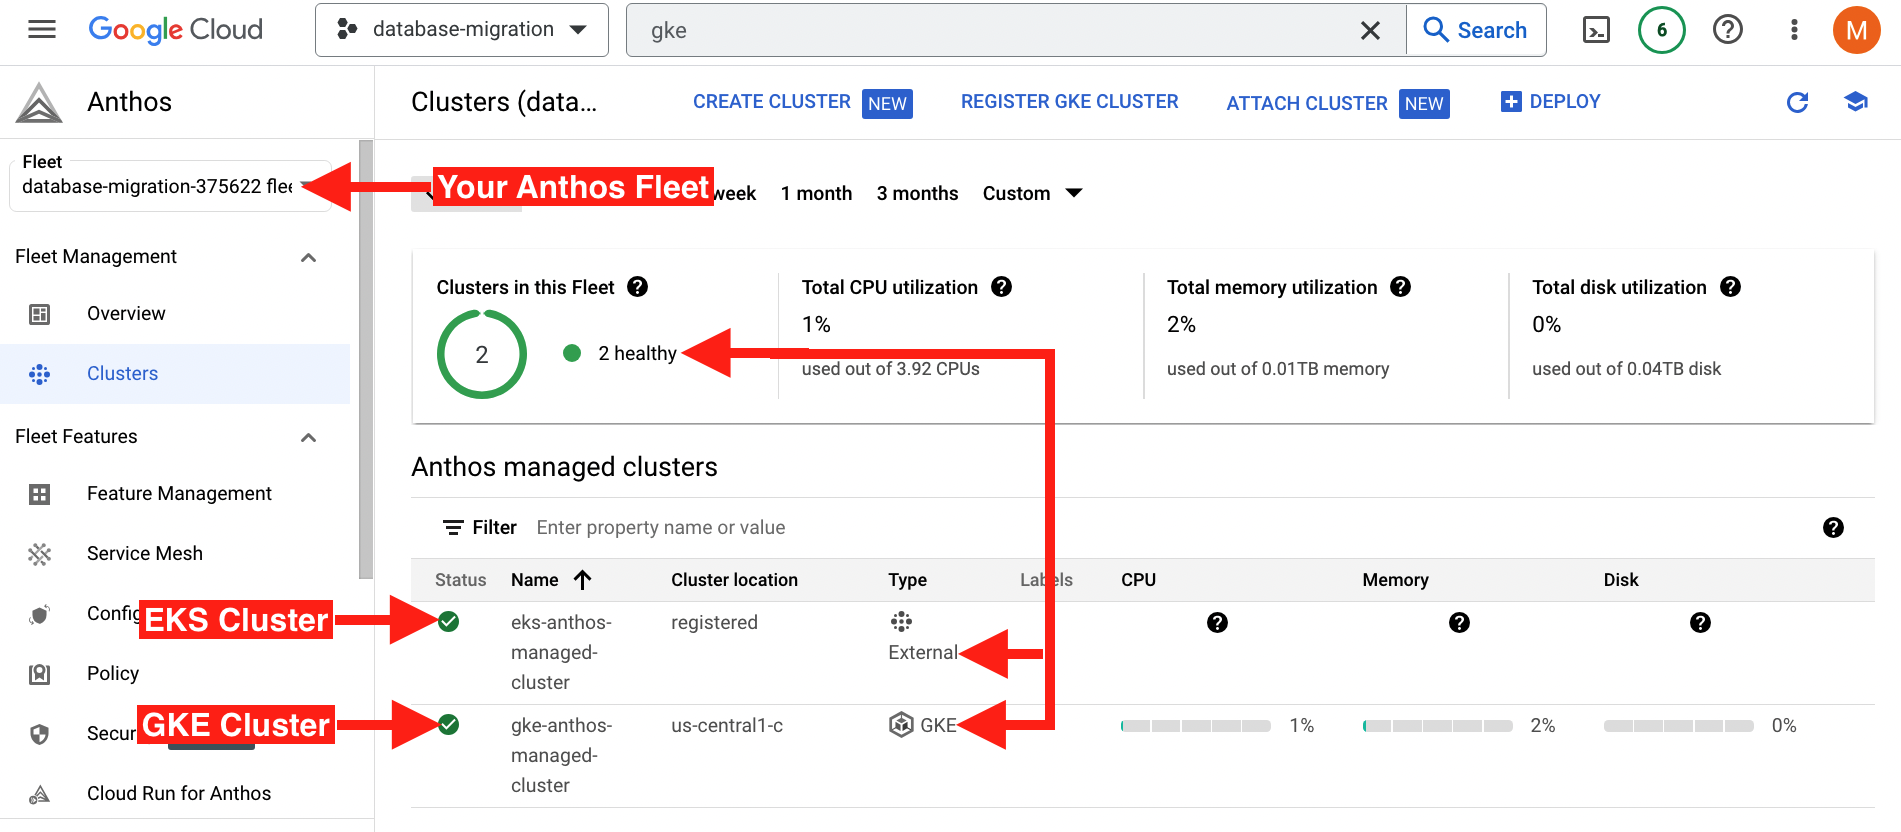 Google Cloud
database-migration
gke
Search
6
M
Anthos
Clusters (data...
CREATE CLUSTER NEW
REGISTER GKE CLUSTER
ATTACH CLUSTER NEW
DEPLOY
Fleet
database-migration-375622 flee
Your Anthos Fleet
week
1 month
3 months
Custom
Fleet Management
Overview
Clusters
Fleet Features
Feature Management
Service Mesh
Config
Policy
Secur
Cloud Run for Anthos
Clusters in this Fleet
2
2 healthy
Total CPU utilization
1%
used out of 3.92 CPUs
Total memory utilization
2%
used out of 0.01TB memory
Total disk utilization
0%
used out of 0.04TB disk
Anthos managed clusters
Filter Enter property name or value
Status Name Cluster location Type Labels CPU Memory Disk
EKS Cluster
eks-anthos-
managed-
cluster
registered
External
GKE Cluster
gke-anthos-
managed-
cluster
us-central1-c
GKE
1%
2%
0%